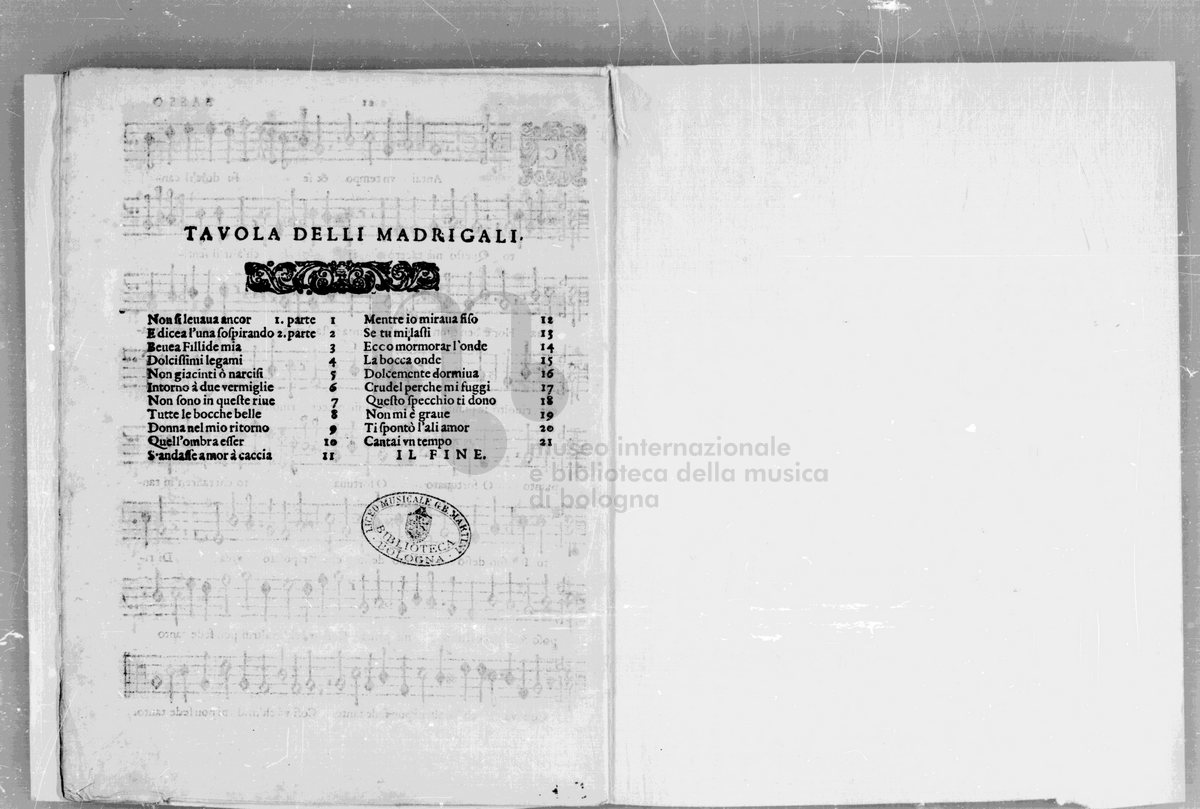 TAVOLA DELLI MADRIGALI.
Non ſi leuaua ancor 1. parte 1
E dicea l'una ſoſpirando 2. parte 2
Beuea Fillide mia 3
Dolciſſimi legami 4
Non giacinti ò narciſi 5
Intorno à due vermiglie 6
Non ſono in queſte riue 7
Tutte le bocche belle 8
Donna nel mio ritorno 9
Quell'ombra eſſer 10
S'andaſſe amor à caccia 11
Mentre io miraua fiſo 12
Se tu mi laſſi 13
Ecco mormorar l'onde 14
La bocca onde 15
Dolcemente dormiua 16
Crudel perche mi fuggi 17
Queſto ſpecchio ti dono 18
Non mi è graue 19
Ti ſpontò l'ali amor 20
Cantai vn tempo 21
IL FINE.
museo internazionale
e biblioteca della musica
di bologna
LICEO MUSICALE G.B. MARTINI
BIBLIOTECA
BOLOGNA